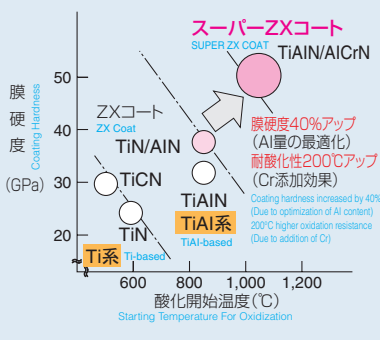 スーパーZXコート
SUPER ZX COAT
TiAlN/AlCrN
50
40
30
20
膜硬度
(GPa)
Coating Hardness
ZXコート
ZX Coat
TiN/AlN
TiCN
TiN
TiAlN
Ti系 Ti-based
TiAl系
TiAl-based
膜硬度40%アップ
(Al量の最適化)
耐酸化性200℃アップ
(Cr添加効果)
Coating hardness increased by 40%
(Due to optimization of Al content)
200℃ higher oxidation resistance
(Due to addition of Cr)
600 800 1,000 1,200
酸化開始温度(℃)
Starting Temperature For Oxidization